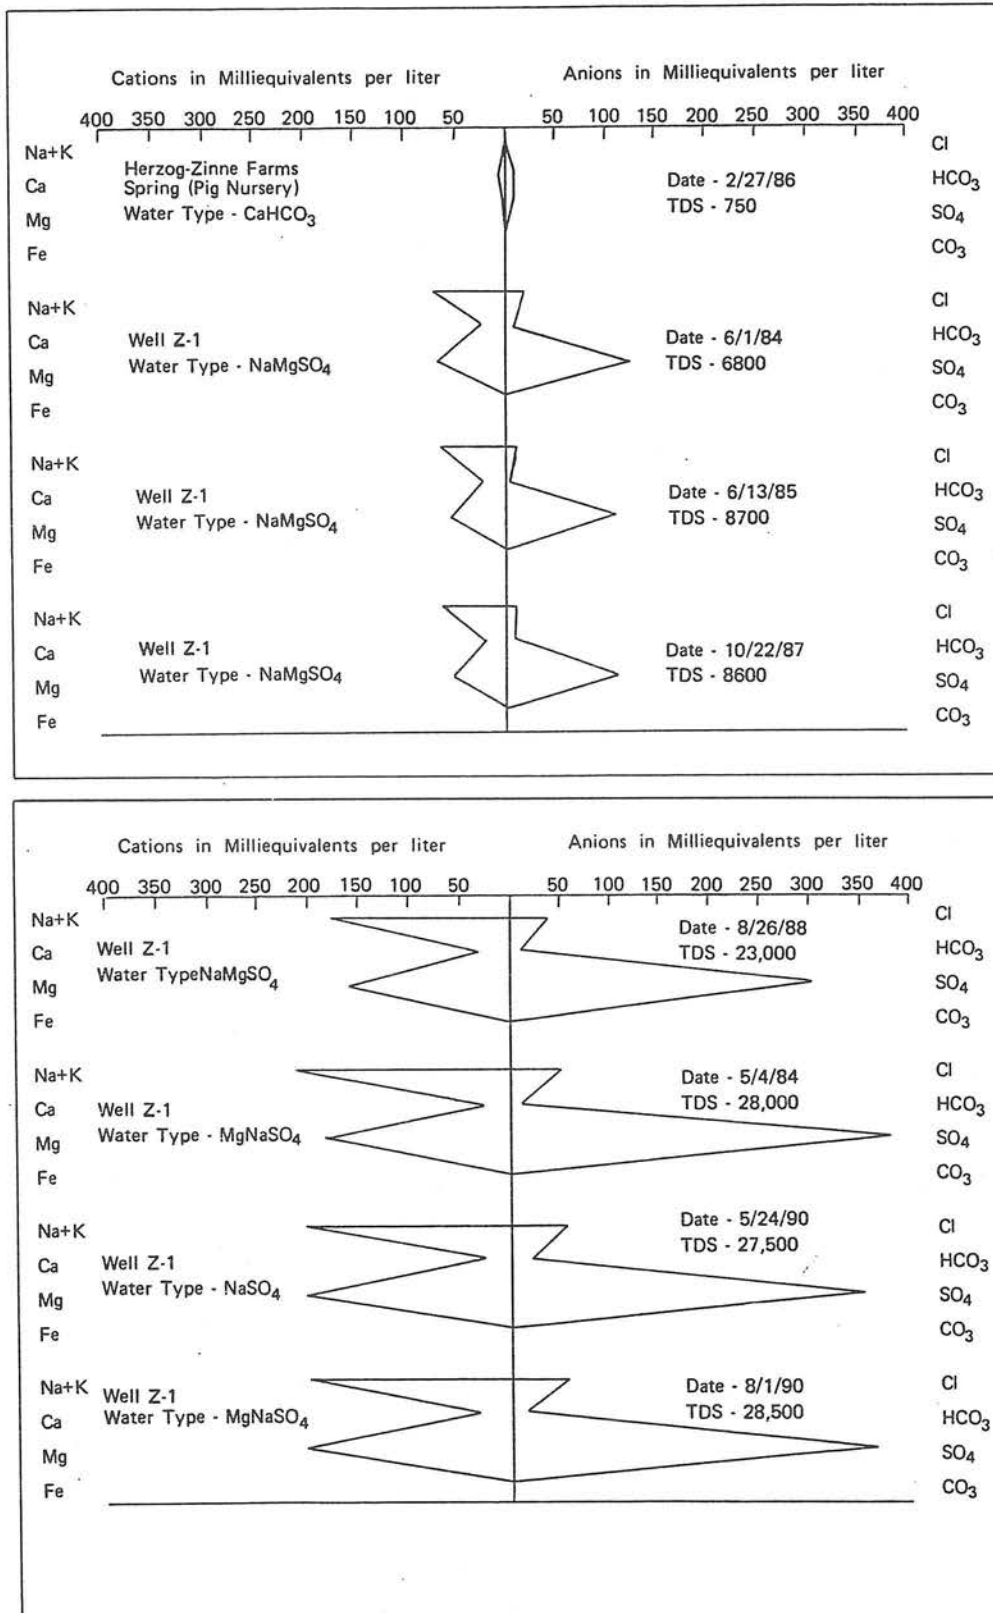 Cations in Milliequivalents per liter
Anions in Milliequivalents per liter
400 300 200 150 100 50 50 100 200 300 400
Na+K Cl
Ca Herzog-Zinne Farms Date - 2/27/86 HCO3
Spring (Pig Nursery) TDS - 750
Mg Water Type - CaHCO3 SO4
Fe CO3
Na+K Cl
Ca Well Z-1 Date - 6/1/84 HCO3
Mg Water Type - NaMgSO4 TDS - 6800 SO4
Fe CO3
Na+K Cl
Ca Well Z-1 Date - 6/13/85 HCO3
Mg Water Type - NaMgSO4 TDS - 8700 SO4
Fe CO3
Na+K Cl
Ca Well Z-1 Date - 10/22/87 HCO3
Mg Water Type - NaMgSO4 TDS - 8600 SO4
Fe CO3
Cations in Milliequivalents per liter
Anions in Milliequivalents per liter
400 300 200 150 100 50 50 100 200 300 400
Na+K Date - 8/26/88 Cl
Ca Well Z-1 TDS - 23,000 HCO3
Mg Water TypeNaMgSO4 SO4
Fe CO3
Na+K Date - 5/4/84 Cl
Ca Well Z-1 TDS - 28,000 HCO3
Mg Water Type - MgNaSO4 SO4
Fe CO3
Na+K Date - 5/24/90 Cl
Ca Well Z-1 TDS - 27,500 HCO3
Mg Water Type - NaSO4 SO4
Fe CO3
Na+K Well Z-1 Date - 8/1/90 Cl
Ca Water Type - MgNaSO4 TDS - 28,500 HCO3
Mg SO4
Fe CO3